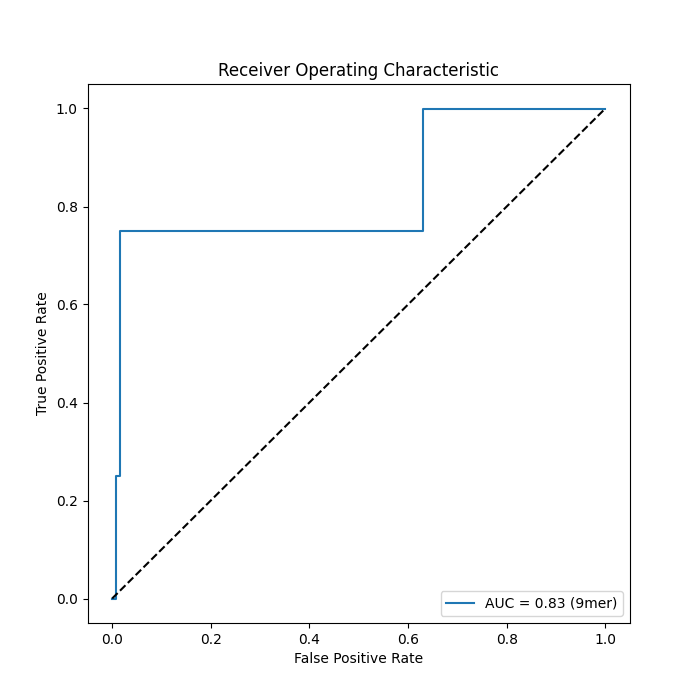 Receiver Operating Characteristic
1.0
0.8
0.6
0.4
0.2
0.0
True Positive Rate
AUC = 0.83 (9mer)
0.0 0.2 0.4 0.6 0.8 1.0
False Positive Rate